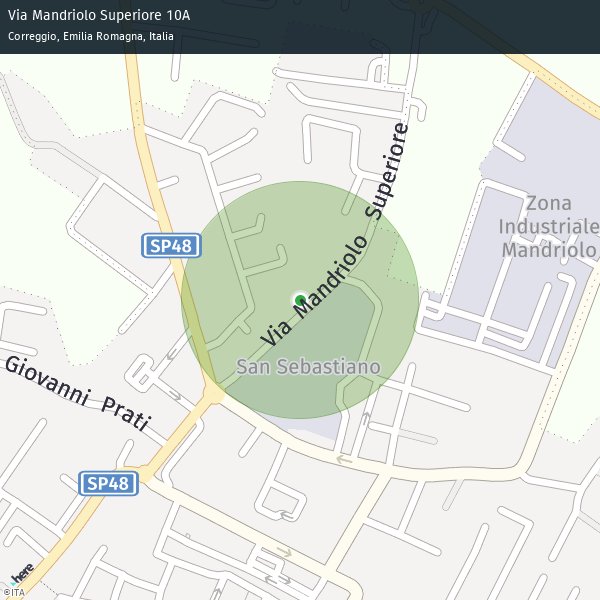 Via Mandriolo Superiore 10A
Correggio, Emilia Romagna, Italia
Via Mandriolo Superiore
Zona
Industriale
Mandriolo
SP48
San Sebastiano
Giovanni Prati
SP48
here
©ITA